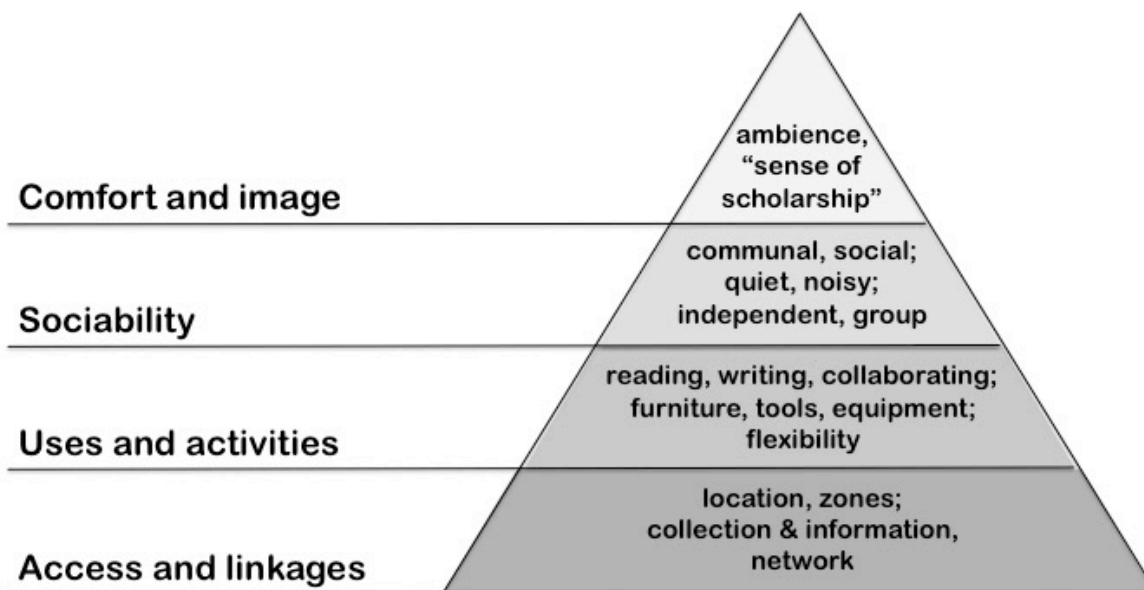 ambience,
“sense of
scholarship”
Comfort and image
communal, social;
quiet, noisy;
independent, group
Sociability
reading, writing, collaborating;
furniture, tools, equipment;
flexibility
Uses and activities
location, zones;
collection & information,
network
Access and linkages